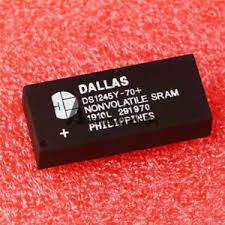 DALLAS
DS1245Y-70+
NONVOLATILE SRAM
1910L 291970
+ PHILIPPINES